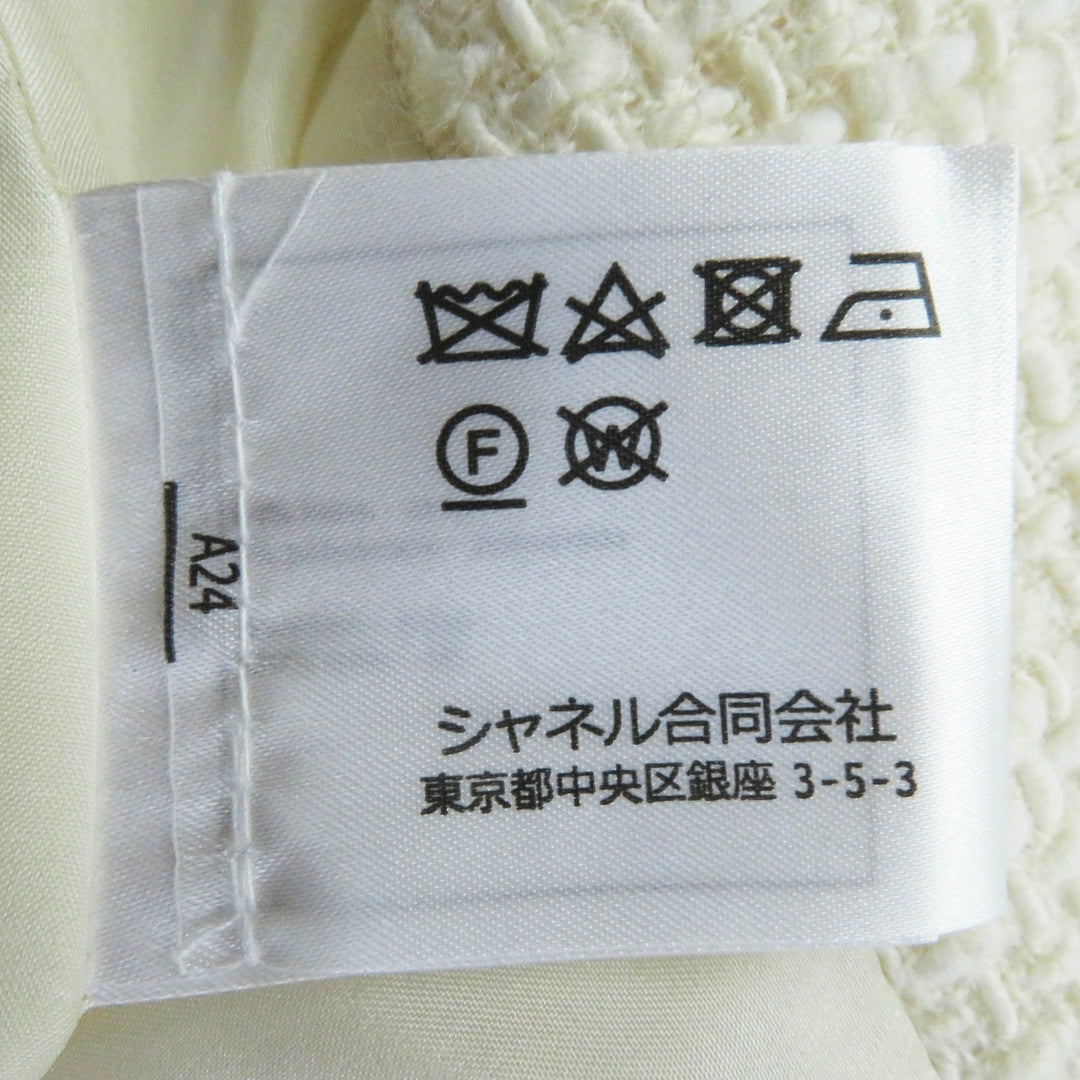 F W
A24
シャネル合同会社
東京都中央区銀座 3-5-3